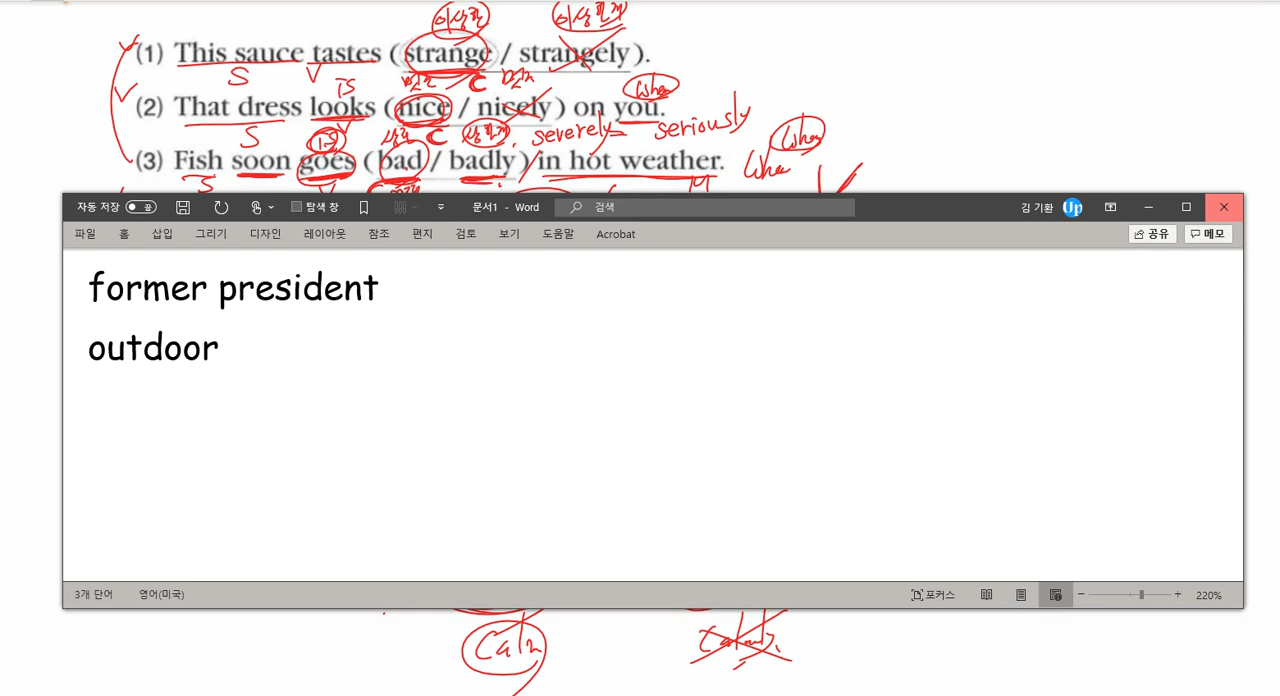 이상한 이상하게
(1) This sauce tastes (strange / strangely).
S V C
(2) That dress looks (nice / nicely) on you.
S V C severely = seriously
(3) Fish soon goes (bad / badly) in hot weather.
S V M
자동 저장 탐색 창 문서1 - Word 검색 김 기환 Up
파일 홈 삽입 그리기 디자인 레이아웃 참조 편지 검토 보기 도움말 Acrobat 공유 메모
former president
outdoor
3개 단어 영어(미국) 포커스 220%